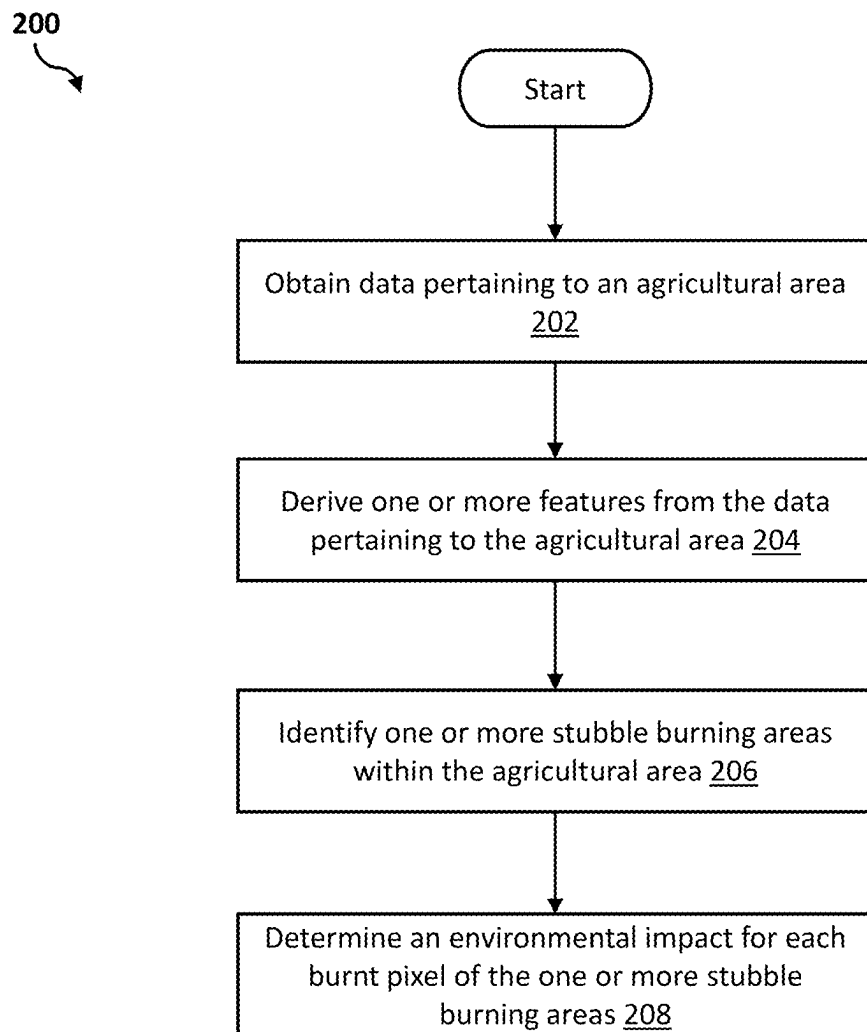 200
Start
Obtain data pertaining to an agricultural area
202
Derive one or more features from the data
pertaining to the agricultural area 204
Identify one or more stubble burning areas
within the agricultural area 206
Determine an environmental impact for each
burnt pixel of the one or more stubble
burning areas 208